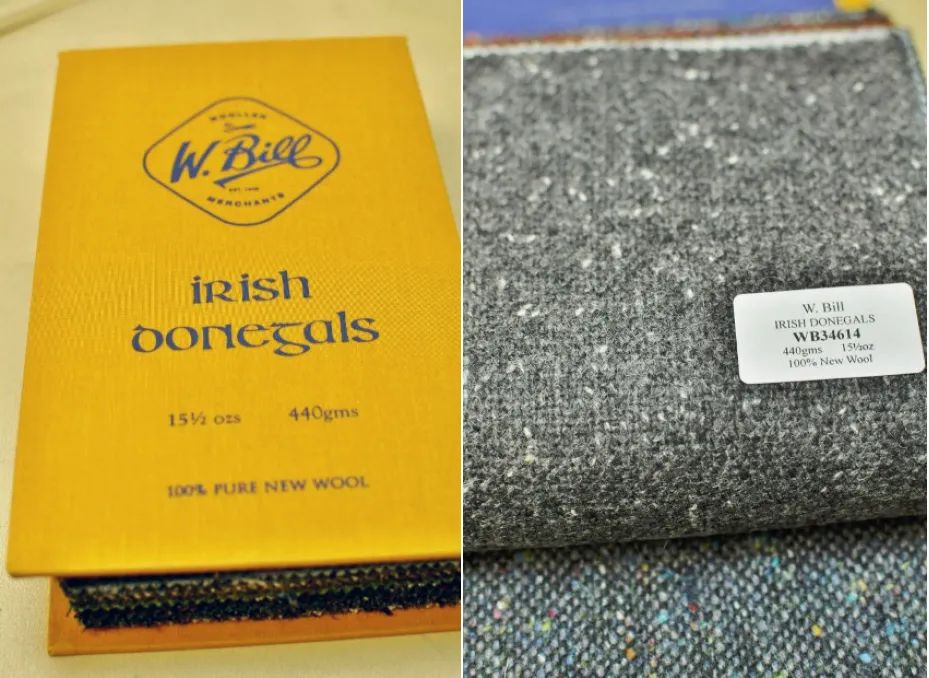 WOOLLEN
W. Bill
EST. 1846
MERCHANTS
irish
donegals
15½ ozs 440gms
100% PURE NEW WOOL
W. Bill
IRISH DONEGALS
WB34614
440gms 15½oz
100% New Wool